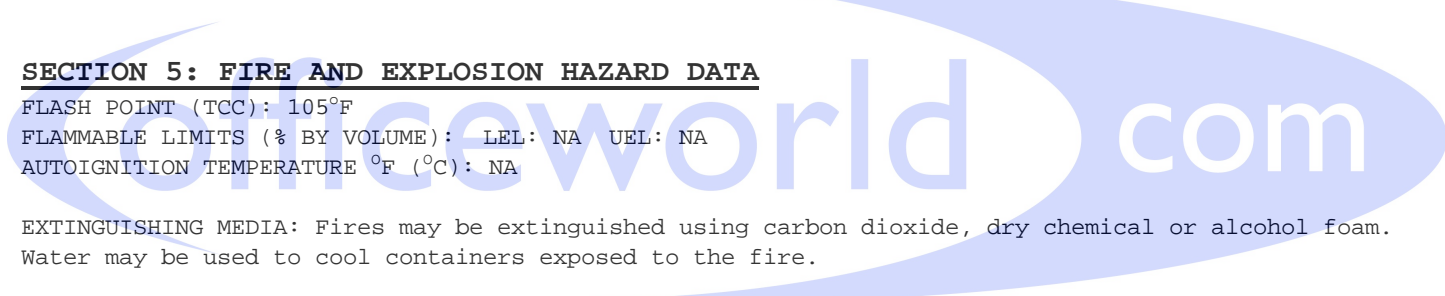 SECTION 5: FIRE AND EXPLOSION HAZARD DATA
FLASH POINT (TCC): 105°F
FLAMMABLE LIMITS (% BY VOLUME): LEL: NA UEL: NA
AUTOIGNITION TEMPERATURE °F (°C): NA
officeworld com
EXTINGUISHING MEDIA: Fires may be extinguished using carbon dioxide, dry chemical or alcohol foam.
Water may be used to cool containers exposed to the fire.